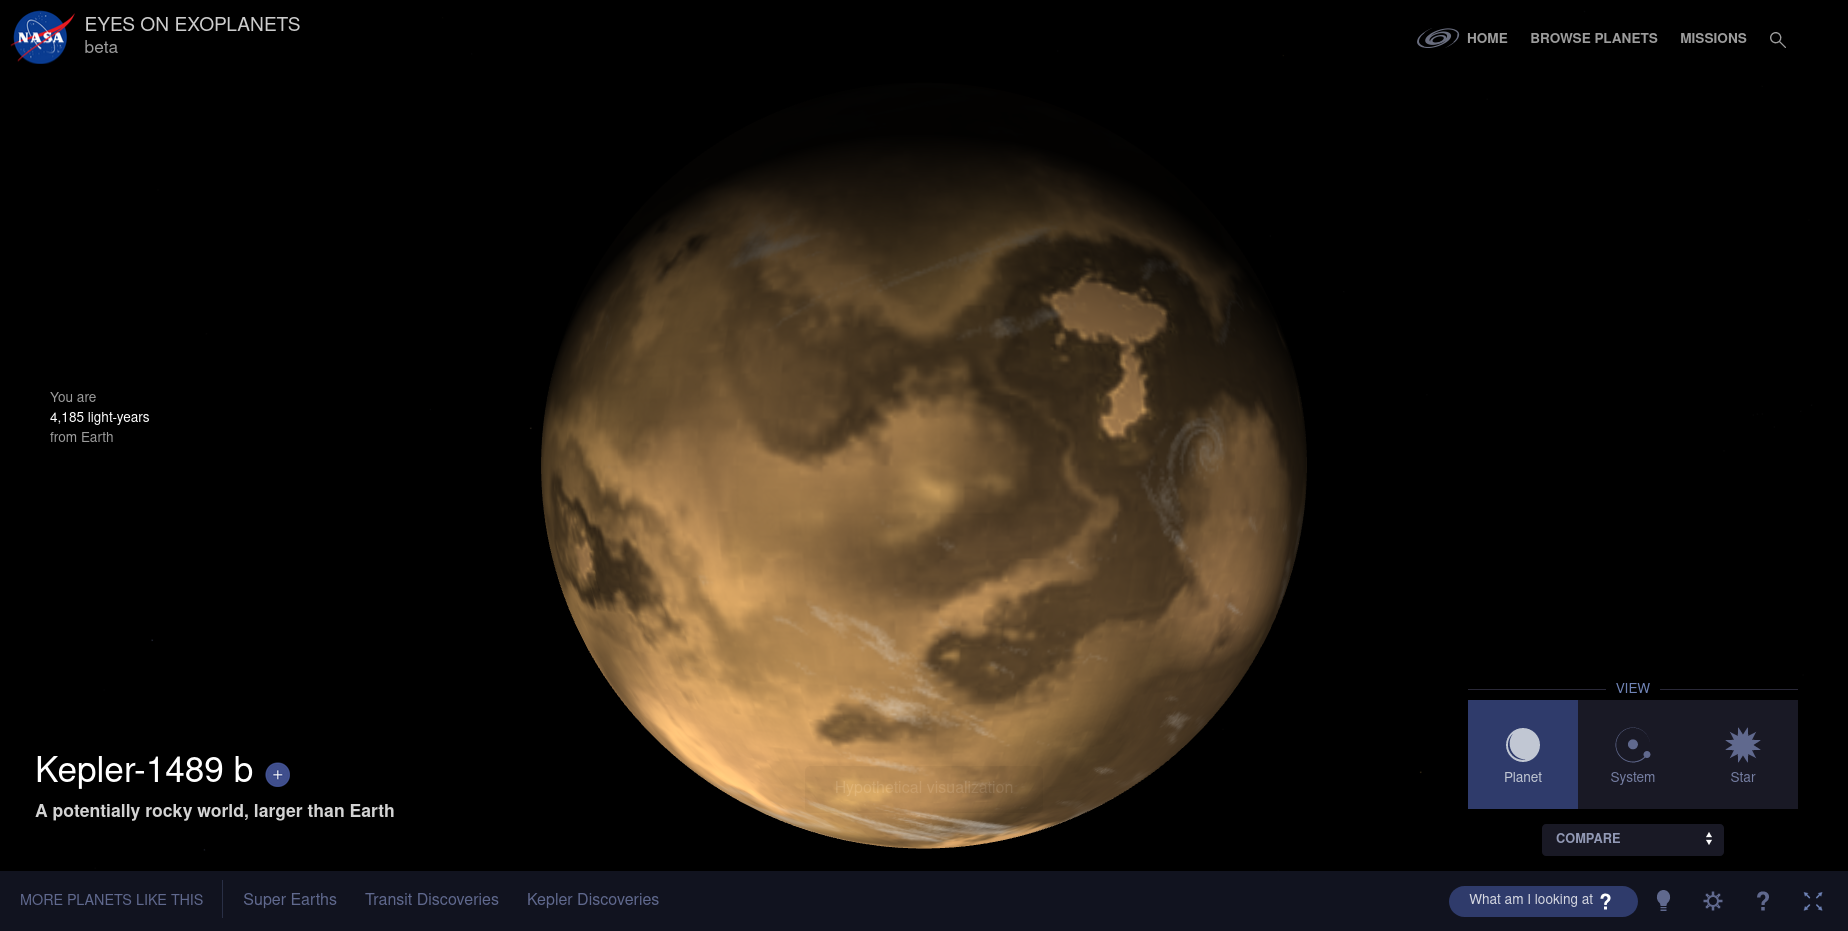 NASA
EYES ON EXOPLANETS
beta
HOME
BROWSE PLANETS
MISSIONS
You are
4,185 light-years
from Earth
Hypothetical visualization
Kepler-1489 b +
A potentially rocky world, larger than Earth
VIEW
Planet
System
Star
COMPARE
MORE PLANETS LIKE THIS
Super Earths
Transit Discoveries
Kepler Discoveries
What am I looking at ?
?